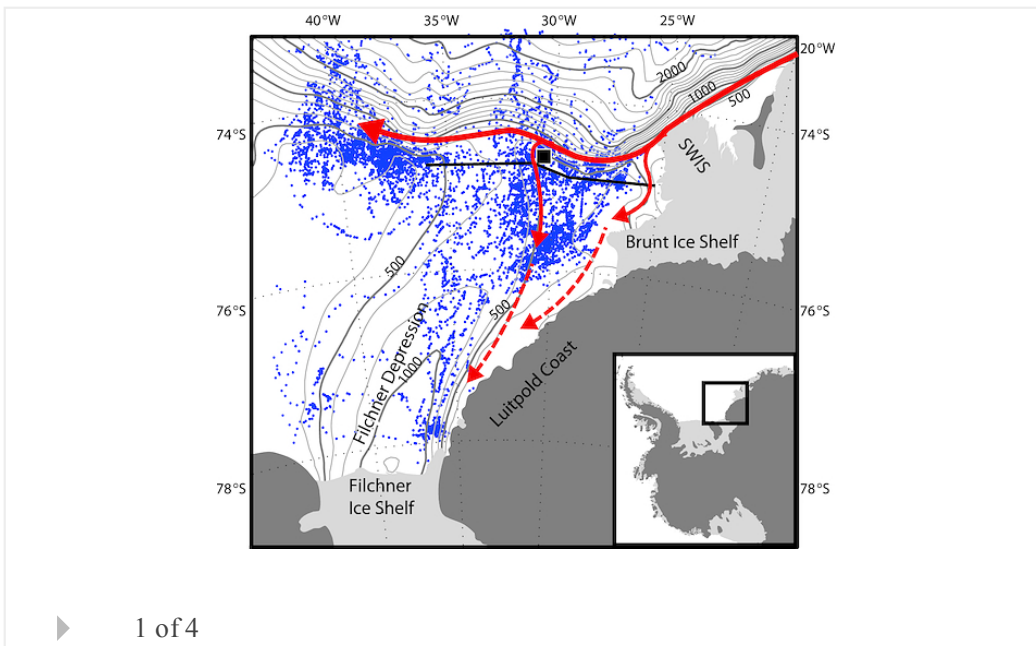 40°W 35°W 30°W 25°W
20°W
2000
1000
500
74°S 74°S
SWIS
Brunt Ice Shelf
500
76°S 76°S
500
Filchner Depression
1000
Luitpold Coast
78°S 78°S
Filchner
Ice Shelf
1 of 4